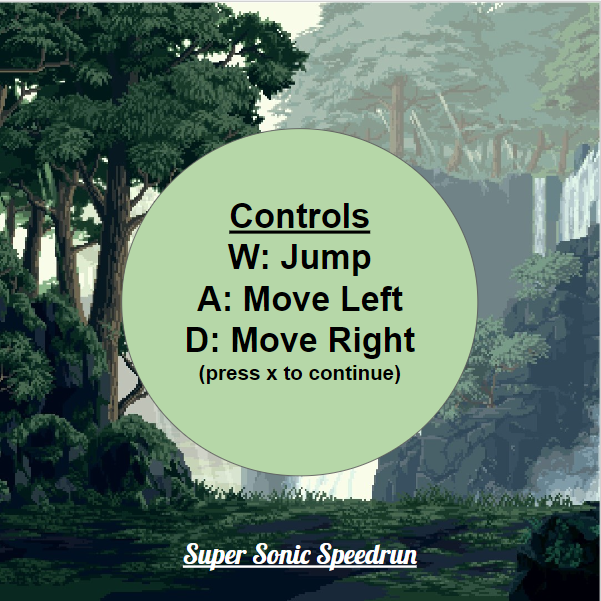 Controls
W: Jump
A: Move Left
D: Move Right
(press x to continue)
Super Sonic Speedrun